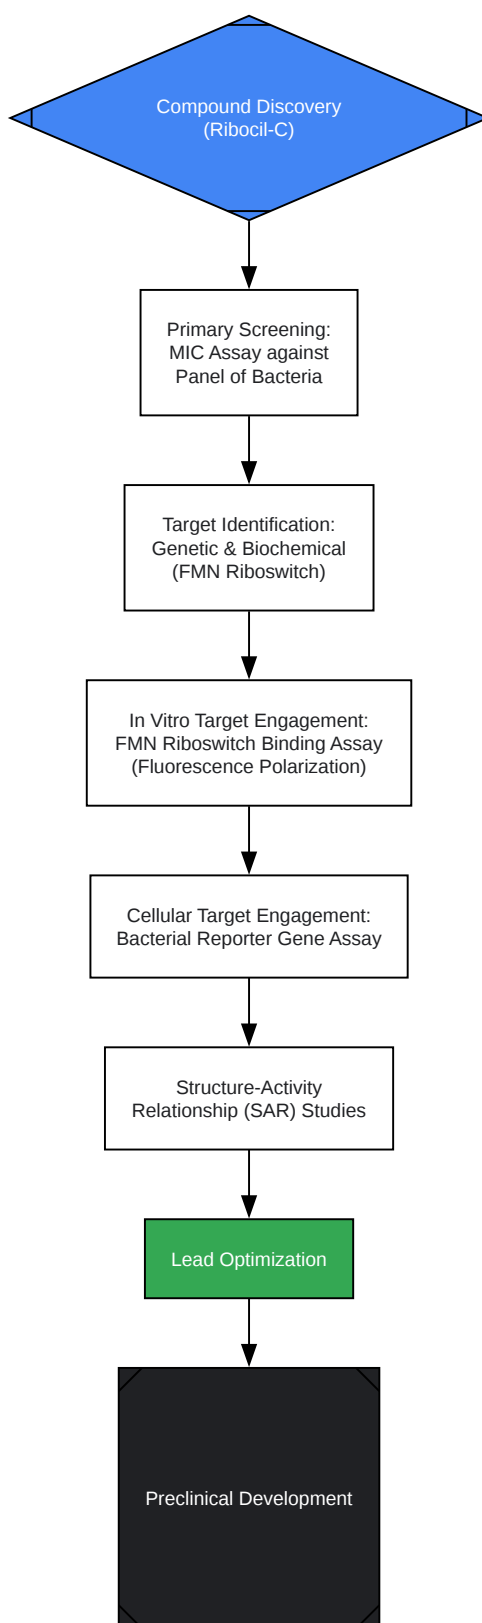 Compound Discovery
(Ribocil-C)
Primary Screening:
MIC Assay against
Panel of Bacteria
Target Identification:
Genetic & Biochemical
(FMN Riboswitch)
In Vitro Target Engagement:
FMN Riboswitch Binding Assay
(Fluorescence Polarization)
Cellular Target Engagement:
Bacterial Reporter Gene Assay
Structure-Activity
Relationship (SAR) Studies
Lead Optimization
Preclinical Development